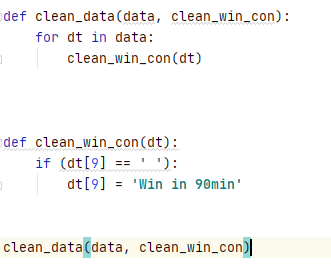 def clean_data(data, clean_win_con):
    for dt in data:
        clean_win_con(dt)
def clean_win_con(dt):
    if (dt[9] == ' '):
        dt[9] = 'Win in 90min'
clean_data(data, clean_win_con)